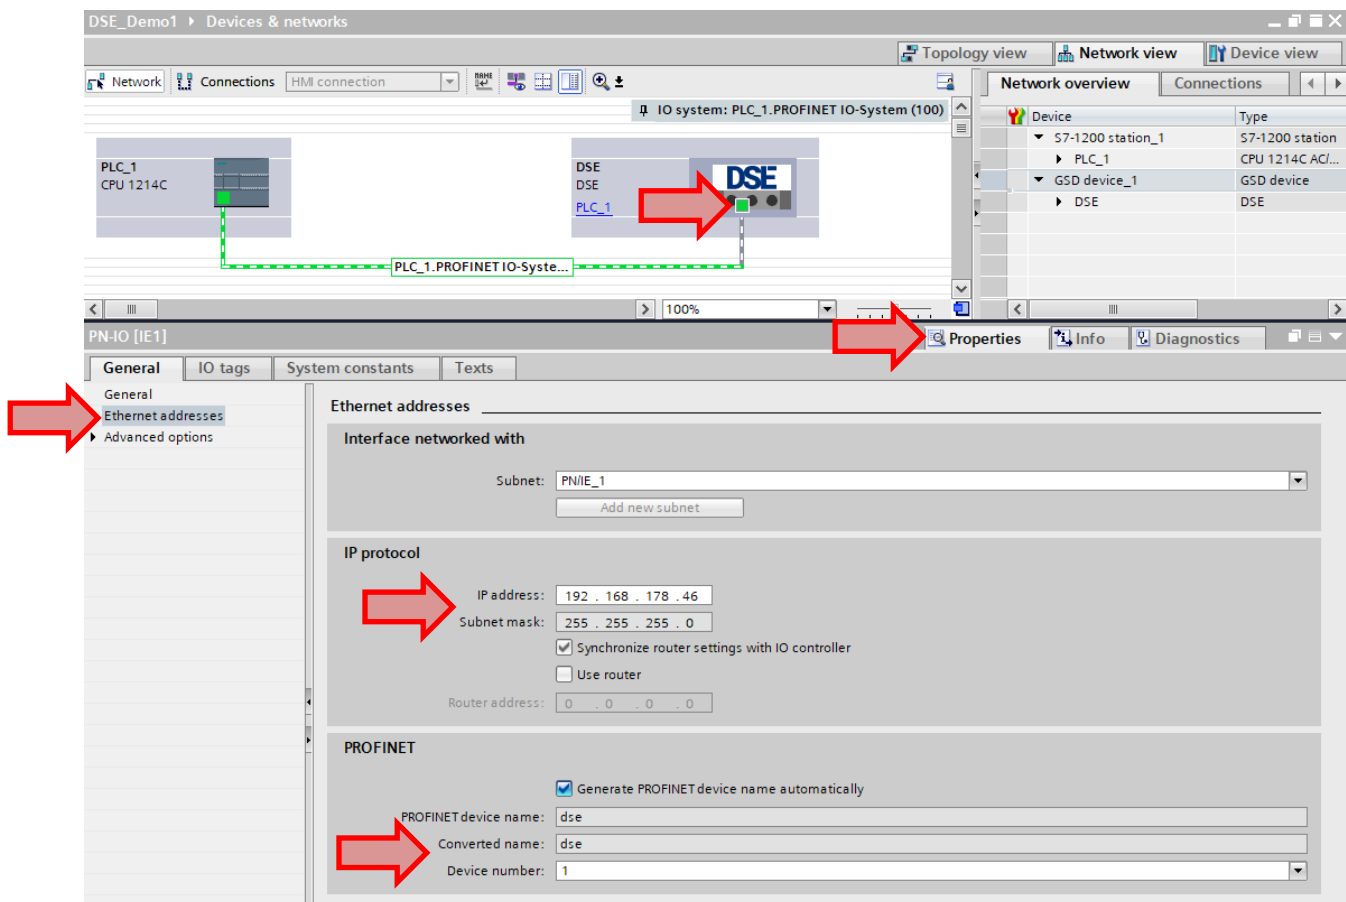 DSE_Demo1 ▸ Devices & networks
Topology view
Network view
Device view
Network
Connections
HMI connection
Network overview
Connections
IO system: PLC_1.PROFINET IO-System (100)
Device
Type
S7-1200 station_1
S7-1200 station
PLC_1
CPU 1214C AC/...
GSD device_1
GSD device
DSE
DSE
PLC_1
CPU 1214C
DSE
DSE
PLC_1
DSE
PLC_1.PROFINET IO-Syste...
100%
PN-IO [IE1]
Properties
Info
Diagnostics
General
IO tags
System constants
Texts
General
Ethernet addresses
Advanced options
Ethernet addresses
Interface networked with
Subnet: PN/IE_1
Add new subnet
IP protocol
IP address: 192 . 168 . 178 . 46
Subnet mask: 255 . 255 . 255 . 0
Synchronize router settings with IO controller
Use router
Router address: 0 . 0 . 0 . 0
PROFINET
Generate PROFINET device name automatically
PROFINET device name: dse
Converted name: dse
Device number: 1